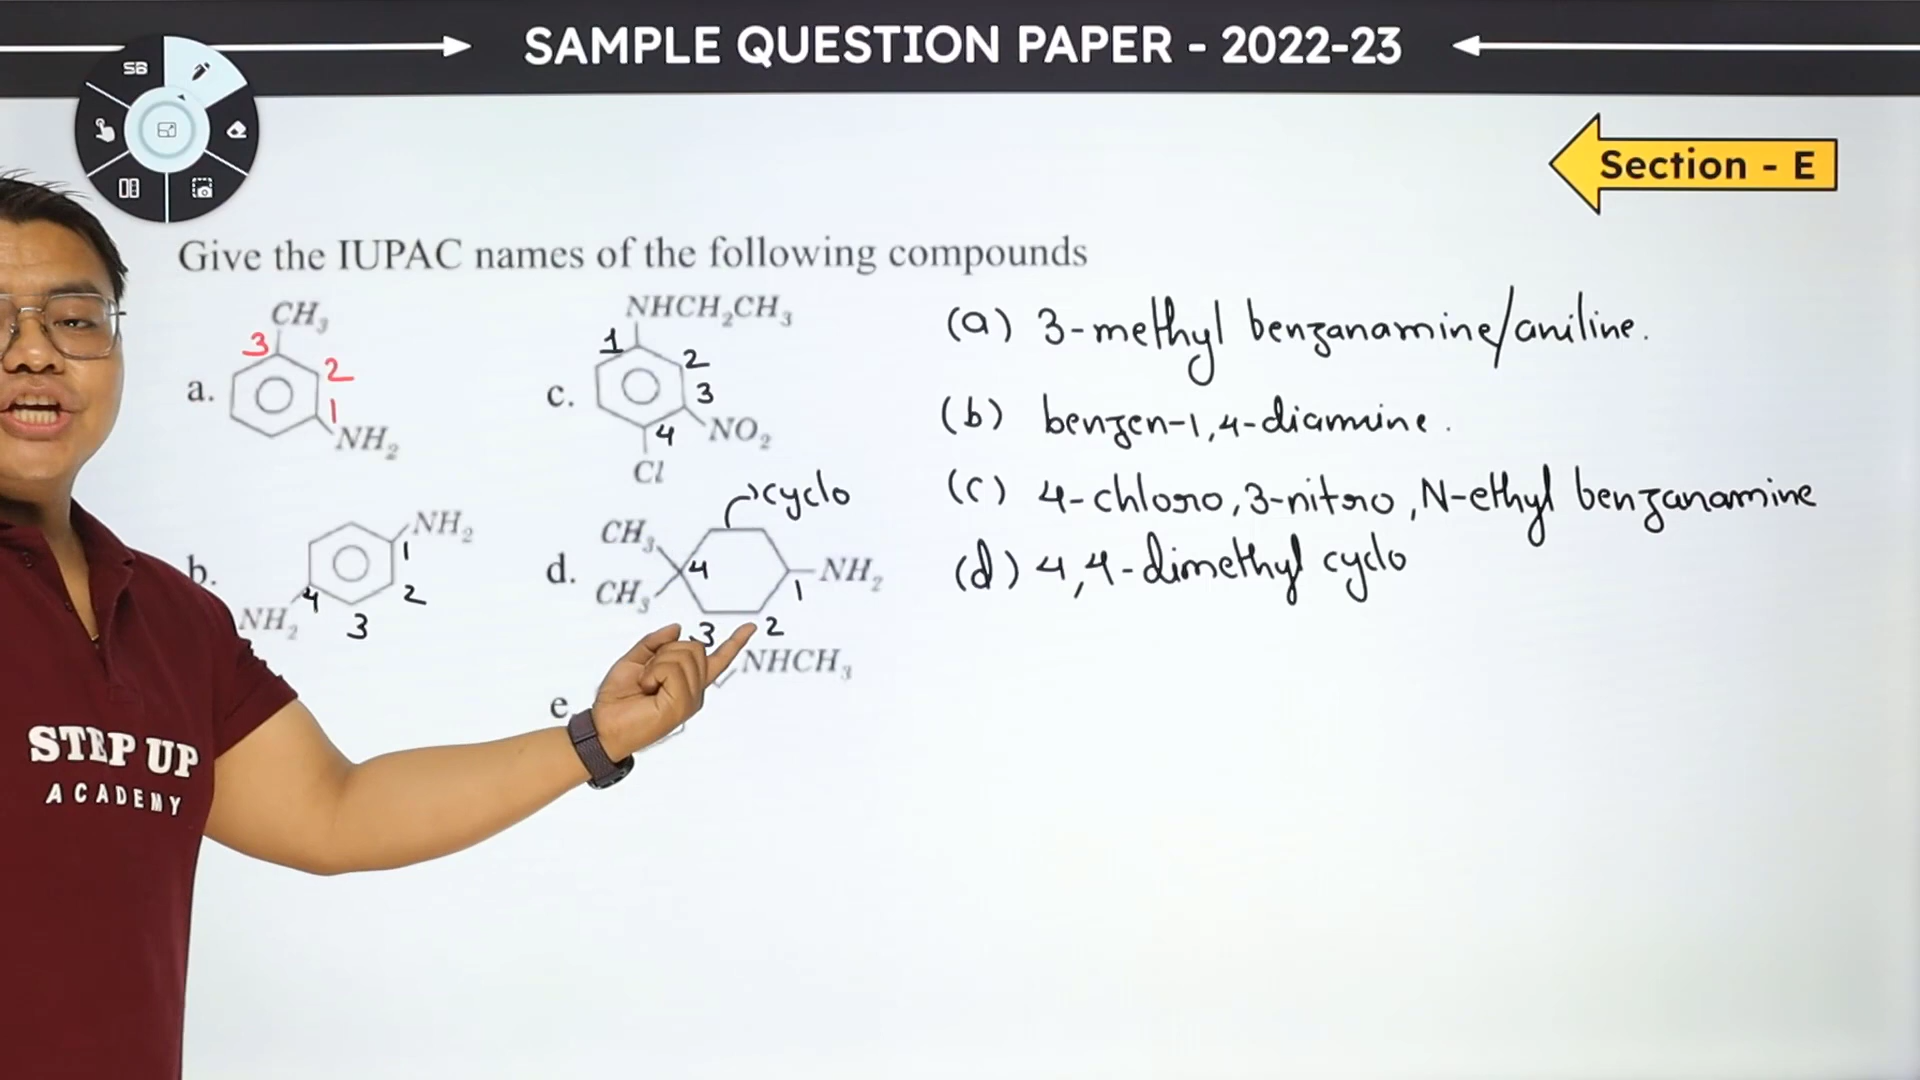 SAMPLE QUESTION PAPER - 2022-23
SB
Section - E
Give the IUPAC names of the following compounds
a.
CH₃
3
2
1
NH₂
b.
NH₂
1
2
3
4
NH₂
c.
NHCH₂CH₃
1
2
3
NO₂
4
Cl
d.
cyclo
CH₃
CH₃
4
1
NH₂
3
2
e
NHCH₃
(a) 3-methyl benzanamine/aniline.
(b) benzen-1,4-diamine.
(c) 4-chloro, 3-nitro, N-ethyl benzanamine
(d) 4,4-dimethyl cyclo
STEP UP
ACADEMY